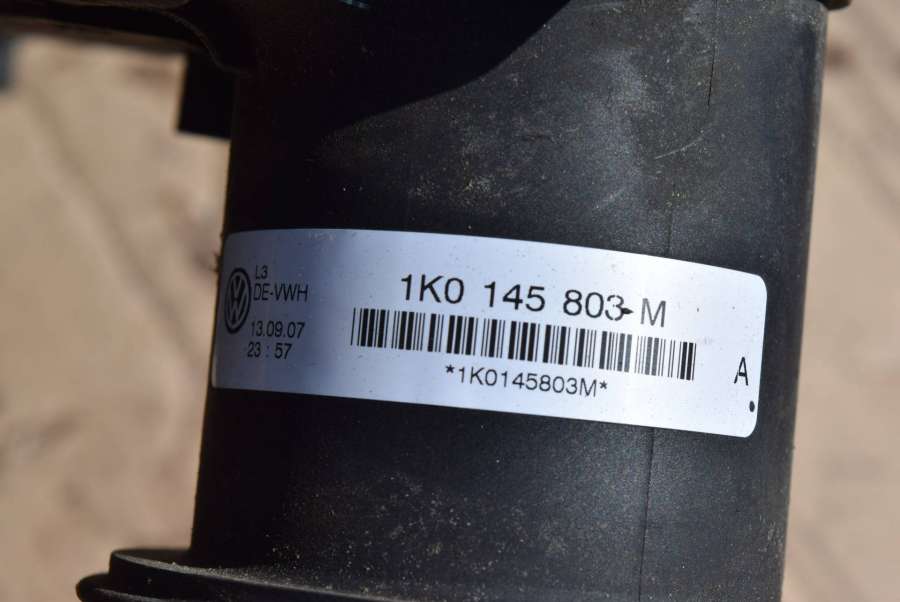 L3
DE-VWH
13.09.07
23 : 57
1K0 145 803 M
*1K0145803M*
A